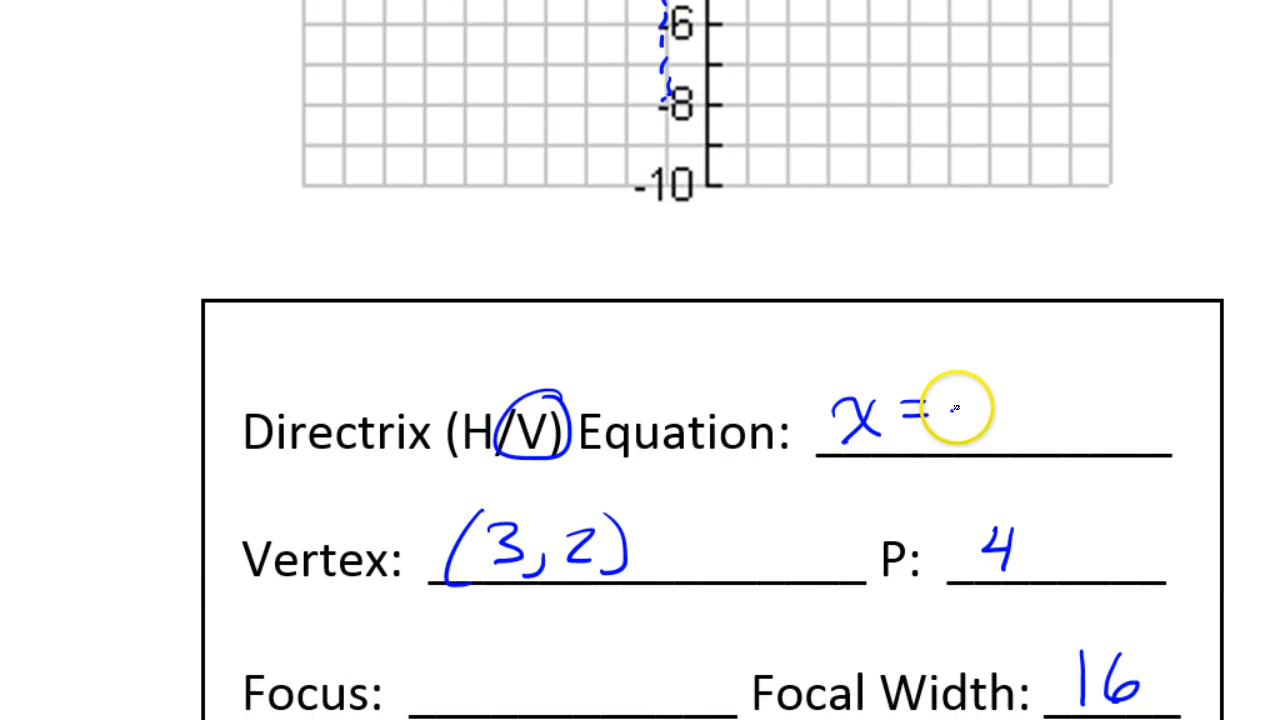 -6
-8
-10
Directrix (H/V) Equation: x =
Vertex: (3, 2) P: 4
Focus: Focal Width: 16